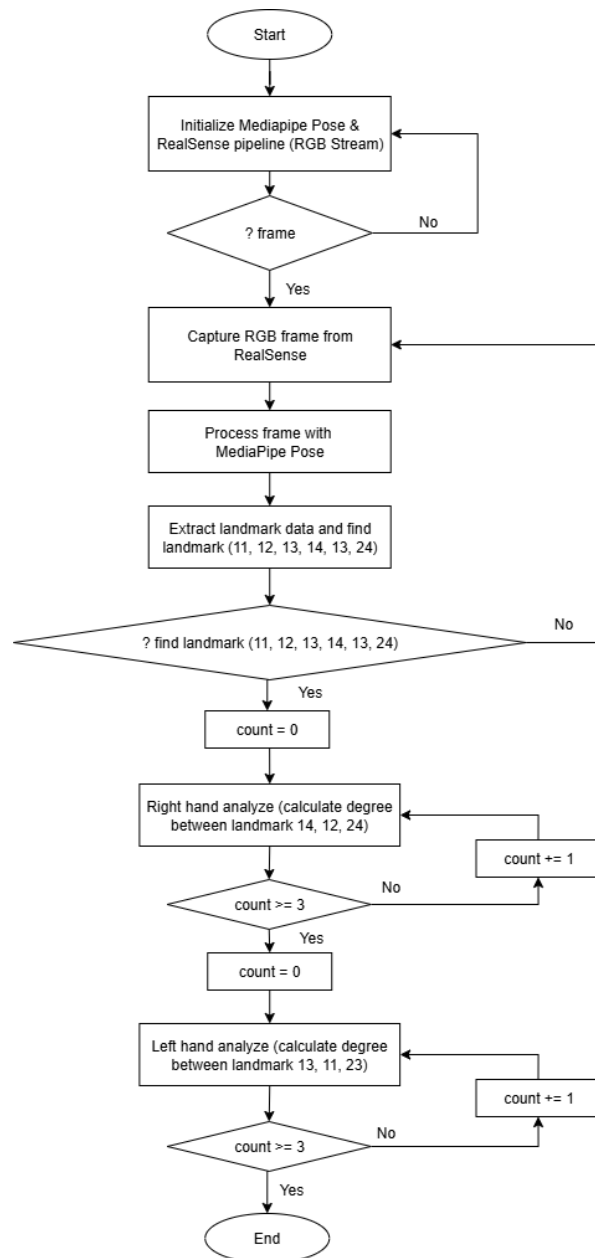 Start
Initialize Mediapipe Pose &
RealSense pipeline (RGB Stream)
? frame
No
Yes
Capture RGB frame from
RealSense
Process frame with
MediaPipe Pose
Extract landmark data and find
landmark (11, 12, 13, 14, 13, 24)
? find landmark (11, 12, 13, 14, 13, 24)
No
Yes
count = 0
Right hand analyze (calculate degree
between landmark 14, 12, 24)
count += 1
No
count >= 3
Yes
count = 0
Left hand analyze (calculate degree
between landmark 13, 11, 23)
count += 1
No
count >= 3
Yes
End